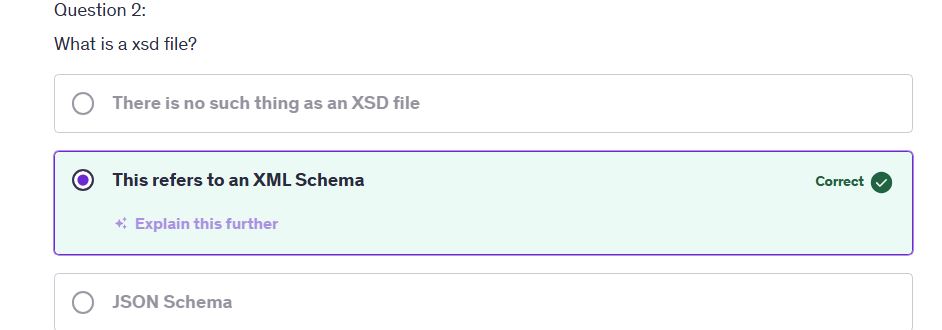 Question 2:
What is a xsd file?
There is no such thing as an XSD file
This refers to an XML Schema
Correct
Explain this further
JSON Schema